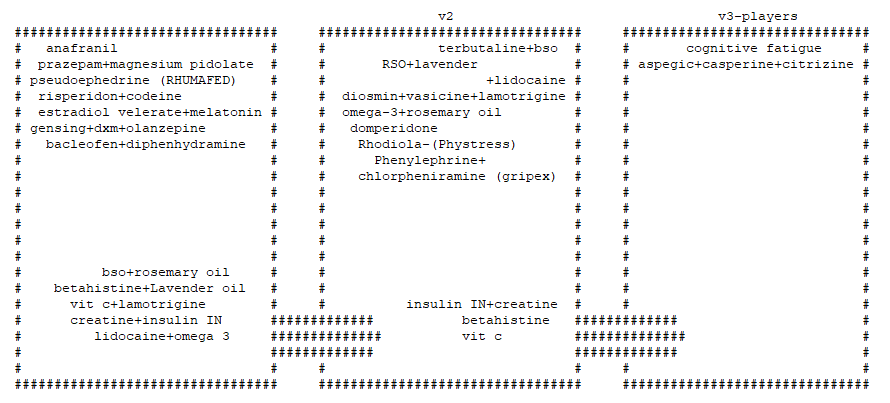 anafranil
prazepam+magnesium pidolate
pseudoephedrine (RHUMAFED)
risperidon+codeine
estradiol velerate+melatonin
gensing+dxm+olanzepine
bacleofen+diphenhydramine
bso+rosemary oil
betahistine+Lavender oil
vit c+lamotrigine
creatine+insulin IN
lidocaine+omega 3
v2
terbutaline+bso
RSO+lavender
+lidocaine
diosmin+vasicine+lamotrigine
omega-3+rosemary oil
domperidone
Rhodiola-(Phystress)
Phenylephrine+
chlorpheniramine (gripex)
insulin IN+creatine
betahistine
vit c
v3-players
cognitive fatigue
aspegic+casperine+citrizine